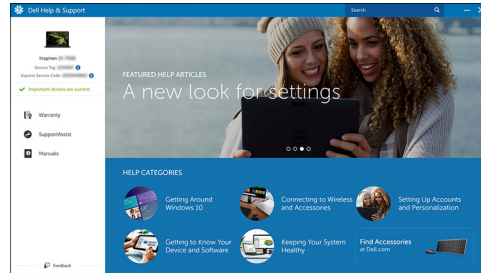 Dell Help & Support
Search
Inspiron
Service Tag
Express Service Code
Important drivers are current
Warranty
SupportAssist
Manuals
Feedback
FEATURED HELP ARTICLES
A new look for settings
HELP CATEGORIES
Getting Around
Windows 10
Connecting to Wireless
and Accessories
Setting Up Accounts
and Personalization
Getting to Know Your
Device and Software
Keeping Your System
Healthy
Find Accessories
at Dell.com